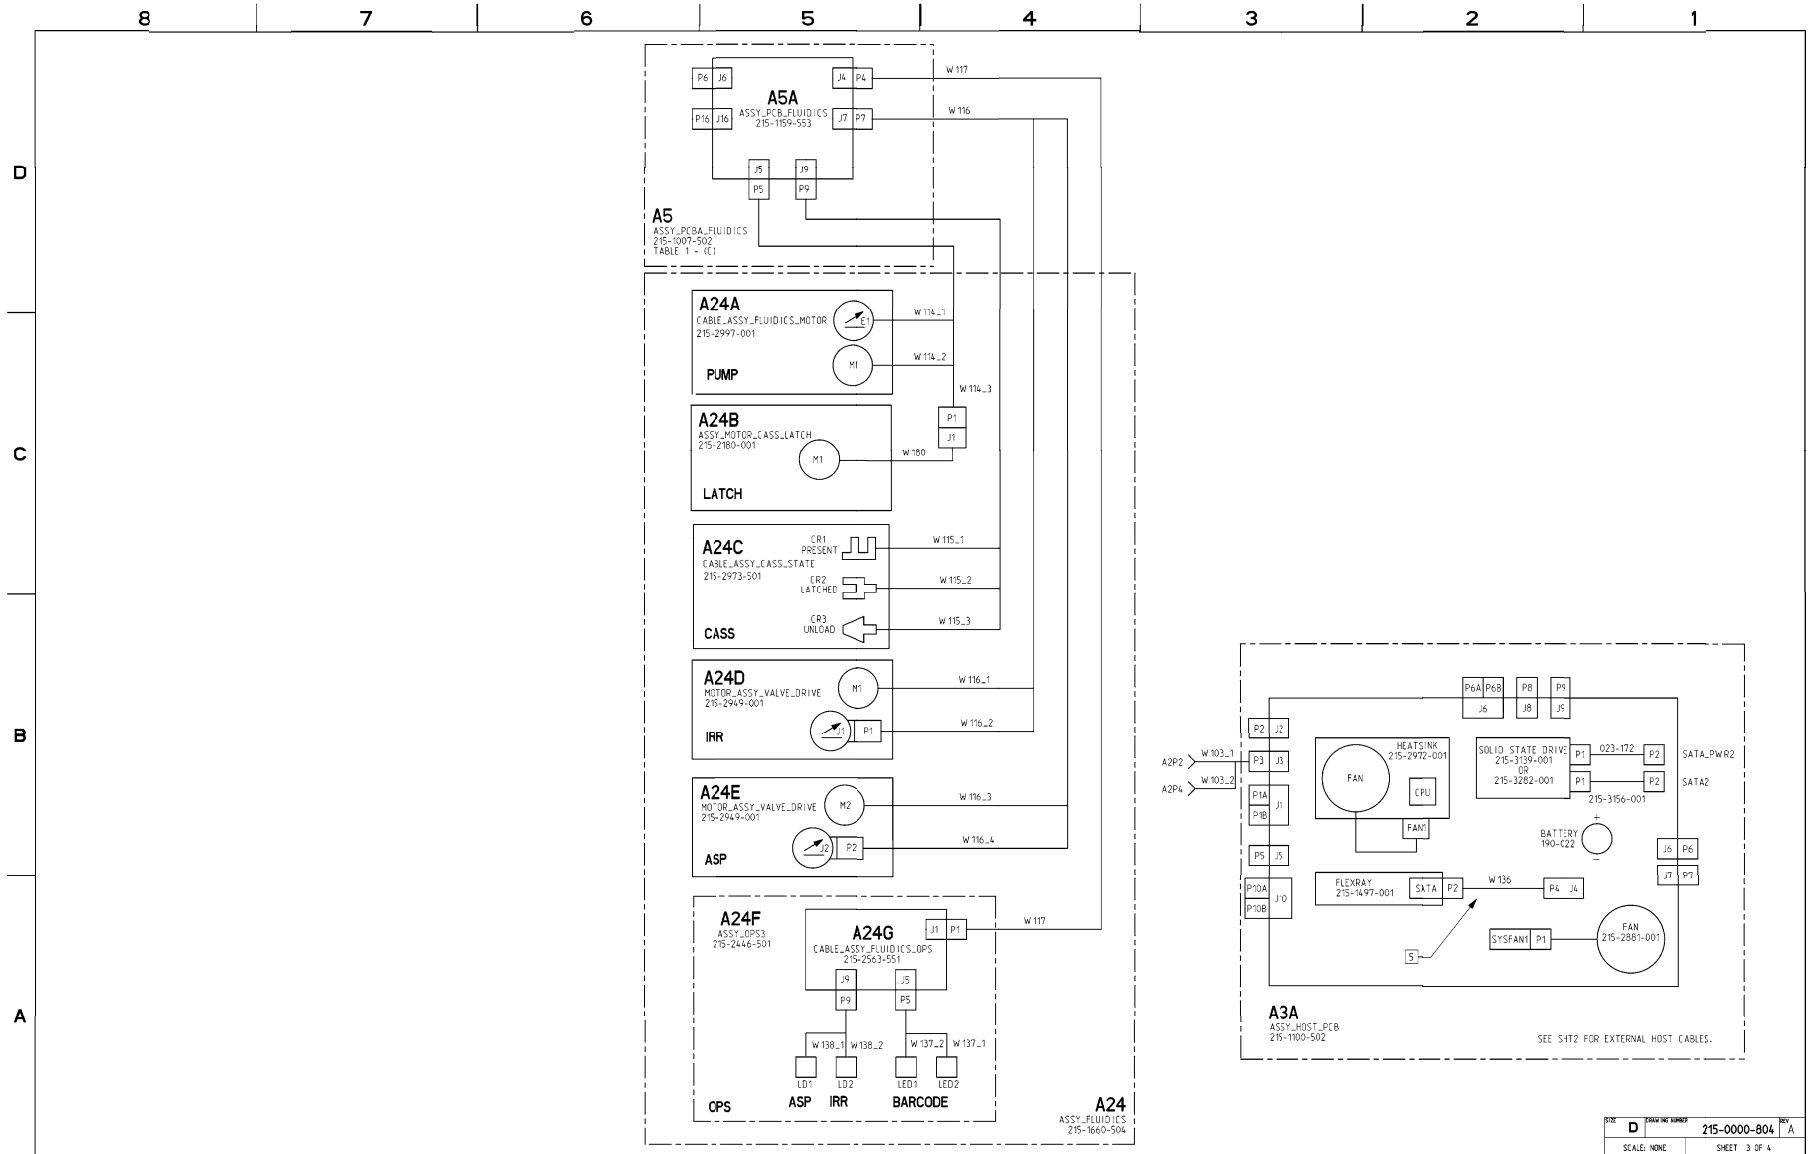 8 7 6 5 4 3 2 1
D
C
B
A
P6 J6
J4 P4
W 117
A5A
ASSY_PCB_FLUIDICS
215-1159-553
P16 J16
J7 P7
W 116
J5
P5
J9
P9
A5
ASSY_PCBA_FLUIDICS
215-1007-502
TABLE 1 - (C)
A24A
CABLE_ASSY_FLUIDICS_MOTOR
215-2997-001
E1
W 114_1
M1
W 114_2
PUMP
W 114_3
P1
J1
A24B
ASSY_MOTOR_CASS_LATCH
215-2180-001
M1
W 180
LATCH
A24C
CABLE_ASSY_CASS_STATE
215-2973-501
CR1
PRESENT
W 115_1
CR2
LATCHED
W 115_2
CR3
UNLOAD
W 115_3
CASS
A24D
MOTOR_ASSY_VALVE_DRIVE
215-2949-001
M1
W 116_1
J1 P1
W 116_2
IRR
A24E
MOTOR_ASSY_VALVE_DRIVE
215-2949-001
M2
W 116_3
J2 P2
W 116_4
ASP
A24F
ASSY_OPS3
215-2446-501
A24G
CABLE_ASSY_FLUIDICS_OPS
215-2563-551
J1 P1
W 117
J9
P9
J5
P5
W 138_1 W 138_2 W 137_2 W 137_1
LD1 LD2 LED1 LED2
OPS ASP IRR BARCODE
A24
ASSY_FLUIDICS
215-1660-504
P6A P6B
J6
P8
J8
P9
J9
P2 J2
A2P2 W 103_1
P3 J3
A2P4 W 103_2
P1A
P1B
J1
P5 J5
P10A
P10B
J10
HEATSINK
215-2972-001
FAN
CPU
FAN1
SOLID STATE DRIVE
215-3139-001
OR
215-3282-001
P1 023-172 P2 SATA_PWR2
P1 P2 SATA2
215-3156-001
+
BATTERY
190-022
-
J6 P6
J7 P7
FLEXRAY
215-1497-001
SATA P2 W 136 P4 J4
5
SYSFAN1 P1
FAN
215-2881-001
A3A
ASSY_HOST_PCB
215-1100-502
SEE SHT2 FOR EXTERNAL HOST CABLES.
SIZE D DRAWING NUMBER 215-0000-804 REV A
SCALE: NONE SHEET 3 OF 4